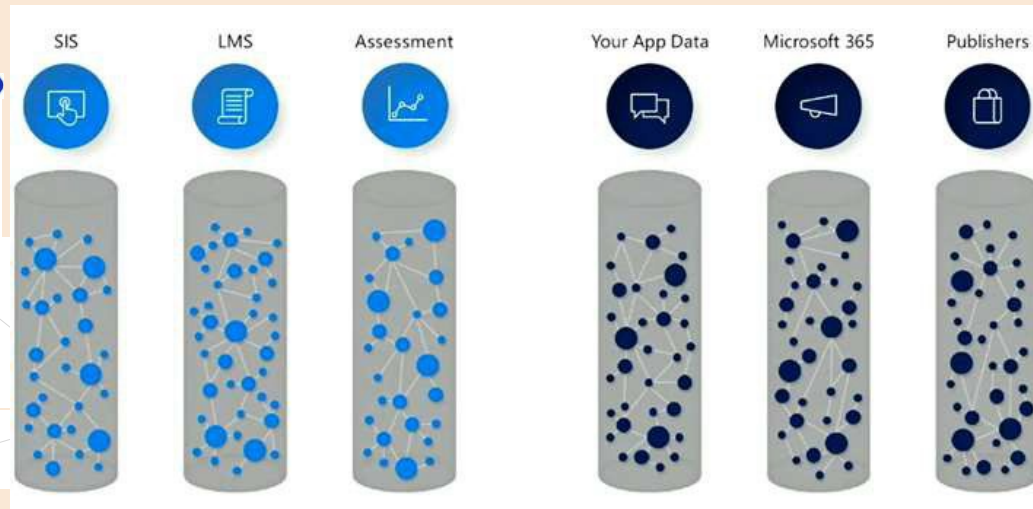 SIS
LMS
Assessment
Your App Data
Microsoft 365
Publishers